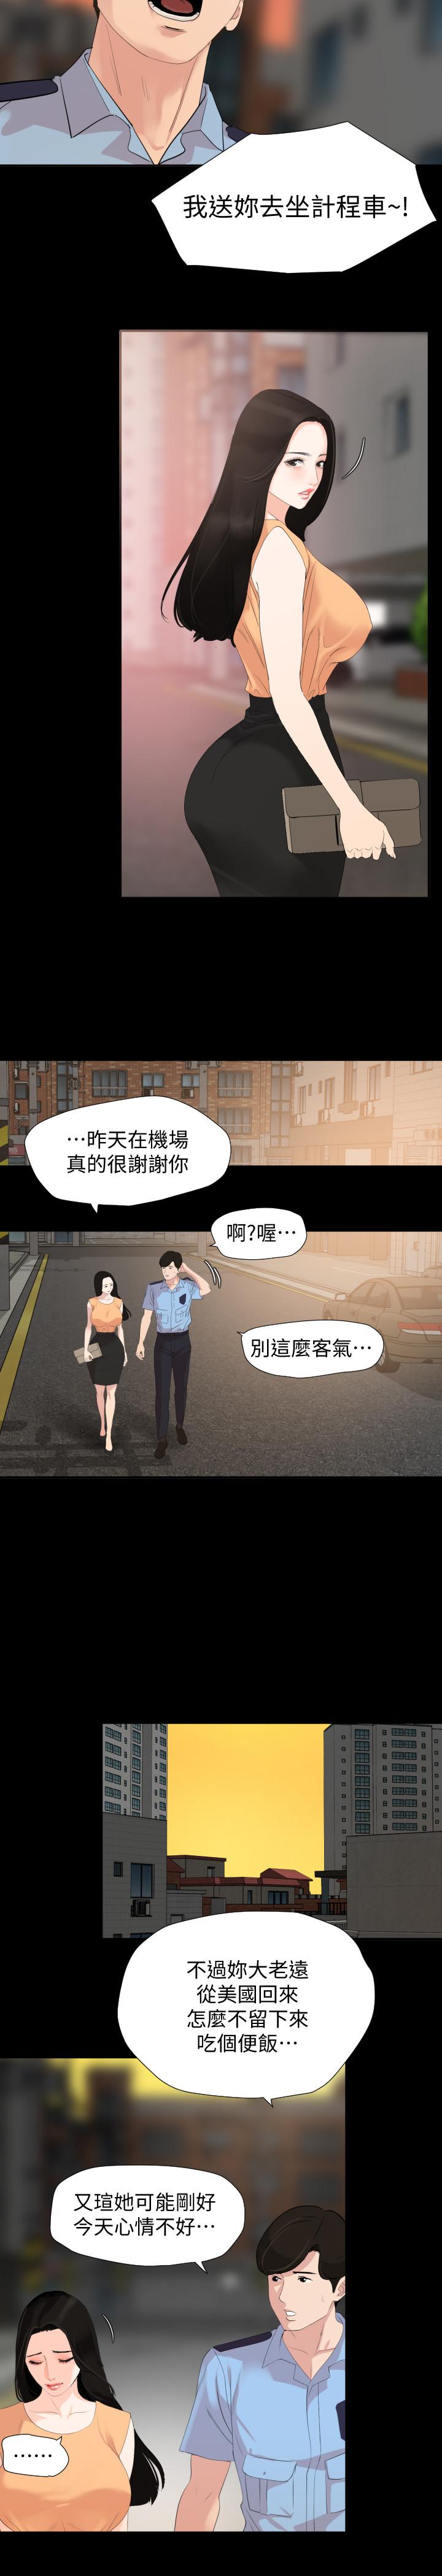 我送妳去坐計程車~!
⋯昨天在機場
真的很謝謝你
啊?喔⋯
別這麼客氣⋯
不過妳大老遠
從美國回來
怎麼不留下來
吃個便飯⋯
又瑄她可能剛好
今天心情不好⋯
⋯⋯